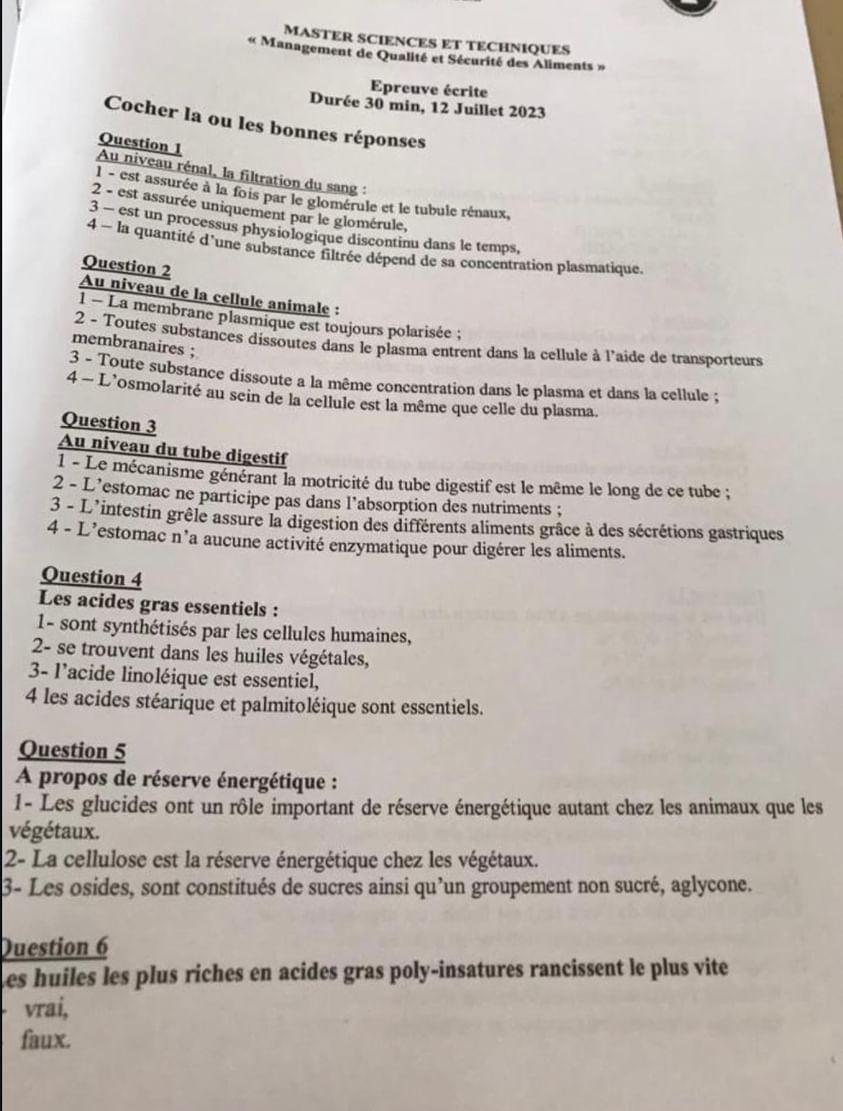 MASTER SCIENCES ET TECHNIQUES
« Management de Qualité et Sécurité des Aliments »
Epreuve écrite
Durée 30 min, 12 Juillet 2023
Cocher la ou les bonnes réponses
Question 1
Au niveau rénal, la filtration du sang :
1 - est assurée à la fois par le glomérule et le tubule rénaux,
2 - est assurée uniquement par le glomérule,
3 – est un processus physiologique discontinu dans le temps,
4 – la quantité d'une substance filtrée dépend de sa concentration plasmatique.
Question 2
Au niveau de la cellule animale :
1 – La membrane plasmique est toujours polarisée ;
2 - Toutes substances dissoutes dans le plasma entrent dans la cellule à l'aide de transporteurs
membranaires ;
3 - Toute substance dissoute a la même concentration dans le plasma et dans la cellule ;
4 – L'osmolarité au sein de la cellule est la même que celle du plasma.
Question 3
Au niveau du tube digestif
1 - Le mécanisme générant la motricité du tube digestif est le même le long de ce tube ;
2 - L'estomac ne participe pas dans l'absorption des nutriments ;
3 - L'intestin grêle assure la digestion des différents aliments grâce à des sécrétions gastriques
4 - L'estomac n'a aucune activité enzymatique pour digérer les aliments.
Question 4
Les acides gras essentiels :
1- sont synthétisés par les cellules humaines,
2- se trouvent dans les huiles végétales,
3- l'acide linoléique est essentiel,
4 les acides stéarique et palmitoléique sont essentiels.
Question 5
A propos de réserve énergétique :
1- Les glucides ont un rôle important de réserve énergétique autant chez les animaux que les
végétaux.
2- La cellulose est la réserve énergétique chez les végétaux.
3- Les osides, sont constitués de sucres ainsi qu'un groupement non sucré, aglycone.
Question 6
Les huiles les plus riches en acides gras poly-insatures rancissent le plus vite
- vrai,
faux.